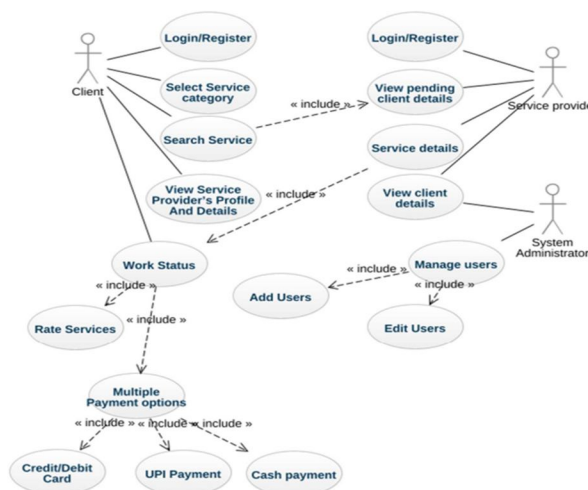 Login/Register
Login/Register
Client
Select Service
category
View pending
client details
Service provide
« include »
Search Service
Service details
View Service
Provider's Profile
And Details
« include »
View client
details
System
Administrator
Work Status
« include »
Manage users
« include »
« include »
Add Users
« include »
Rate Services
Edit Users
Multiple
Payment options
« include »
« include »
« include »
Credit/Debit
Card
UPI Payment
Cash payment